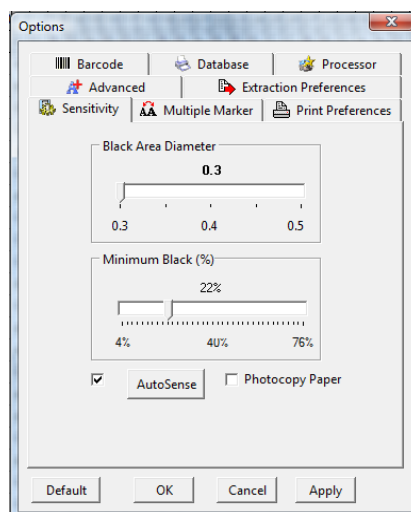 Options
Barcode Database Processor
Advanced Extraction Preferences
Sensitivity Multiple Marker Print Preferences
Black Area Diameter
0.3
0.3 0.4 0.5
Minimum Black (%)
22%
4% 40% 76%
AutoSense Photocopy Paper
Default OK Cancel Apply